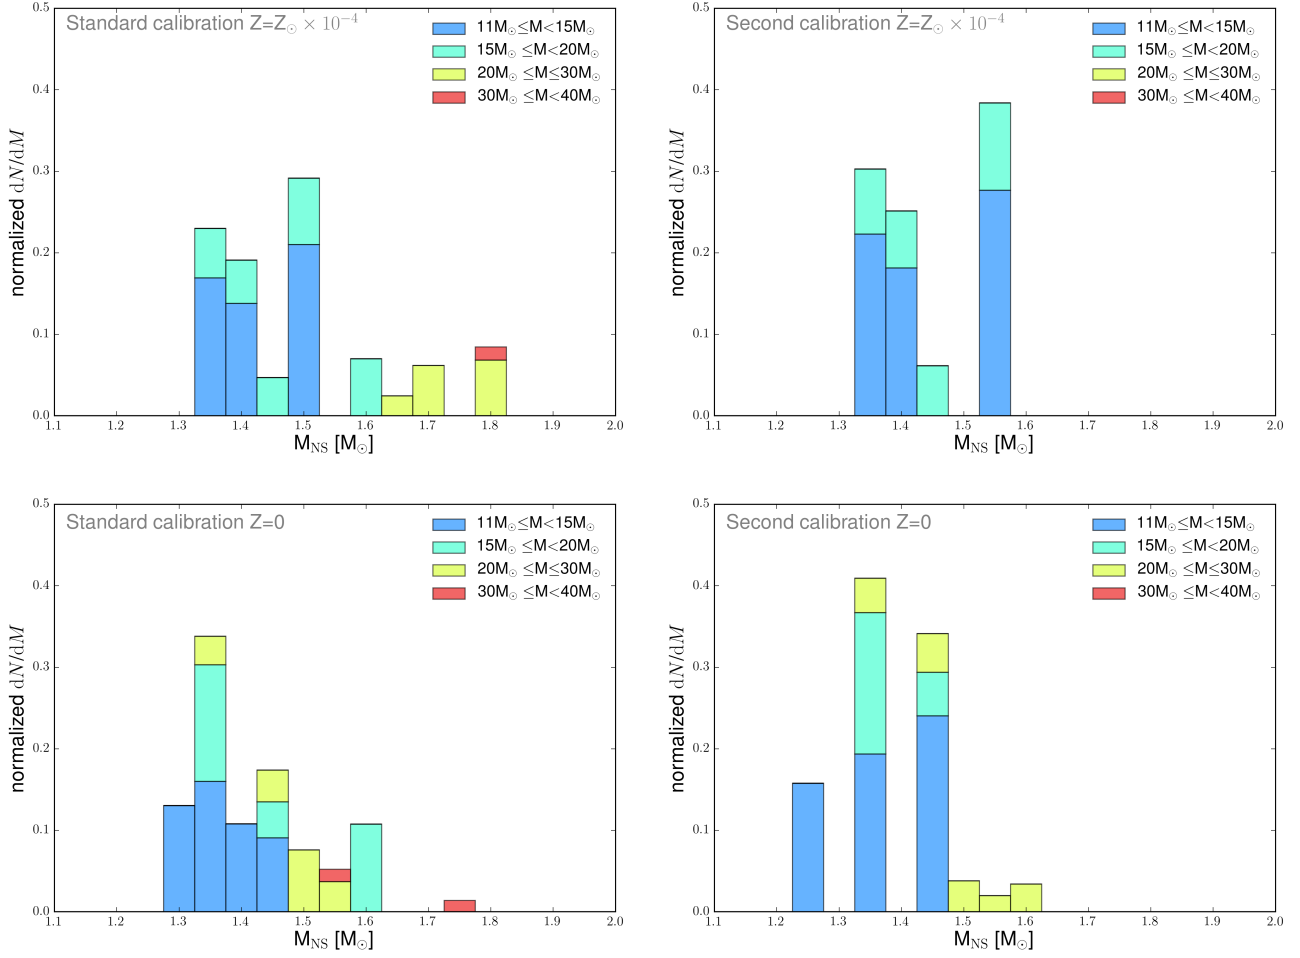 Standard calibration Z=Z⊙ × 10⁻⁴
11M⊙≤M<15M⊙
15M⊙ ≤M<20M⊙
20M⊙ ≤M≤30M⊙
30M⊙ ≤M<40M⊙
normalized dN/dM
0.5
0.4
0.3
0.2
0.1
0.0
1.1 1.2 1.3 1.4 1.5 1.6 1.7 1.8 1.9 2.0
M_NS [M⊙]
Second calibration Z=Z⊙ × 10⁻⁴
11M⊙≤M<15M⊙
15M⊙ ≤M<20M⊙
20M⊙ ≤M≤30M⊙
30M⊙ ≤M<40M⊙
normalized dN/dM
0.5
0.4
0.3
0.2
0.1
0.0
1.1 1.2 1.3 1.4 1.5 1.6 1.7 1.8 1.9 2.0
M_NS [M⊙]
Standard calibration Z=0
11M⊙≤M<15M⊙
15M⊙ ≤M<20M⊙
20M⊙ ≤M≤30M⊙
30M⊙ ≤M<40M⊙
normalized dN/dM
0.5
0.4
0.3
0.2
0.1
0.0
1.1 1.2 1.3 1.4 1.5 1.6 1.7 1.8 1.9 2.0
M_NS [M⊙]
Second calibration Z=0
11M⊙≤M<15M⊙
15M⊙ ≤M<20M⊙
20M⊙ ≤M≤30M⊙
30M⊙ ≤M<40M⊙
normalized dN/dM
0.5
0.4
0.3
0.2
0.1
0.0
1.1 1.2 1.3 1.4 1.5 1.6 1.7 1.8 1.9 2.0
M_NS [M⊙]